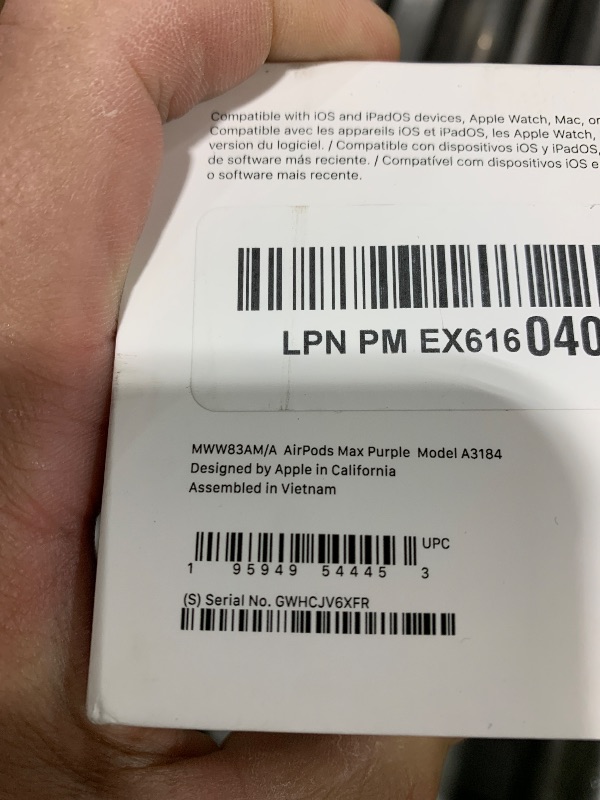 Compatible with iOS and iPadOS devices, Apple Watch, Mac, or
Compatible avec les appareils iOS et iPadOS, les Apple Watch,
version du logiciel. / Compatible con dispositivos iOS y iPadOS,
de software más reciente. / Compatível com dispositivos iOS e
o software mais recente.
LPN PM EX616040
MWW83AM/A AirPods Max Purple Model A3184
Designed by Apple in California
Assembled in Vietnam
UPC
1 95949 54445 3
(S) Serial No. GWHCJV6XFR